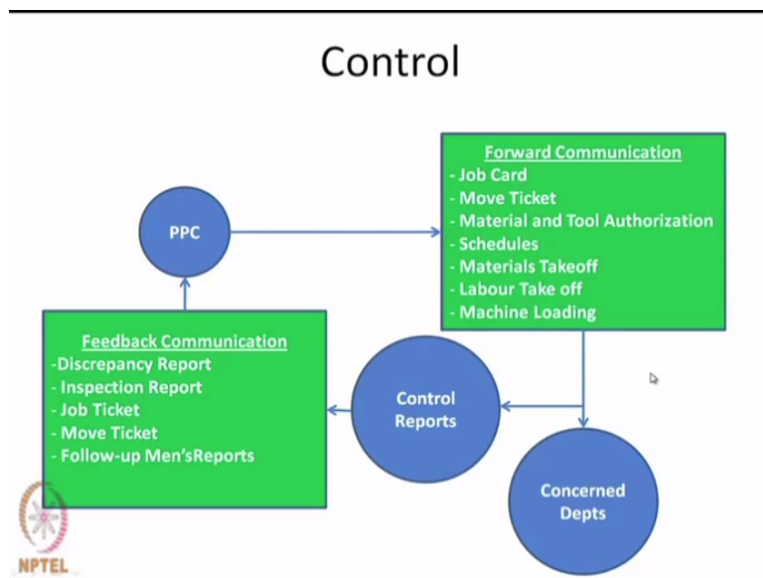 Control
PPC
Forward Communication
- Job Card
- Move Ticket
- Material and Tool Authorization
- Schedules
- Materials Takeoff
- Labour Take off
- Machine Loading
Feedback Communication
-Discrepancy Report
- Inspection Report
- Job Ticket
- Move Ticket
- Follow-up Men'sReports
Control
Reports
Concerned
Depts
NPTEL